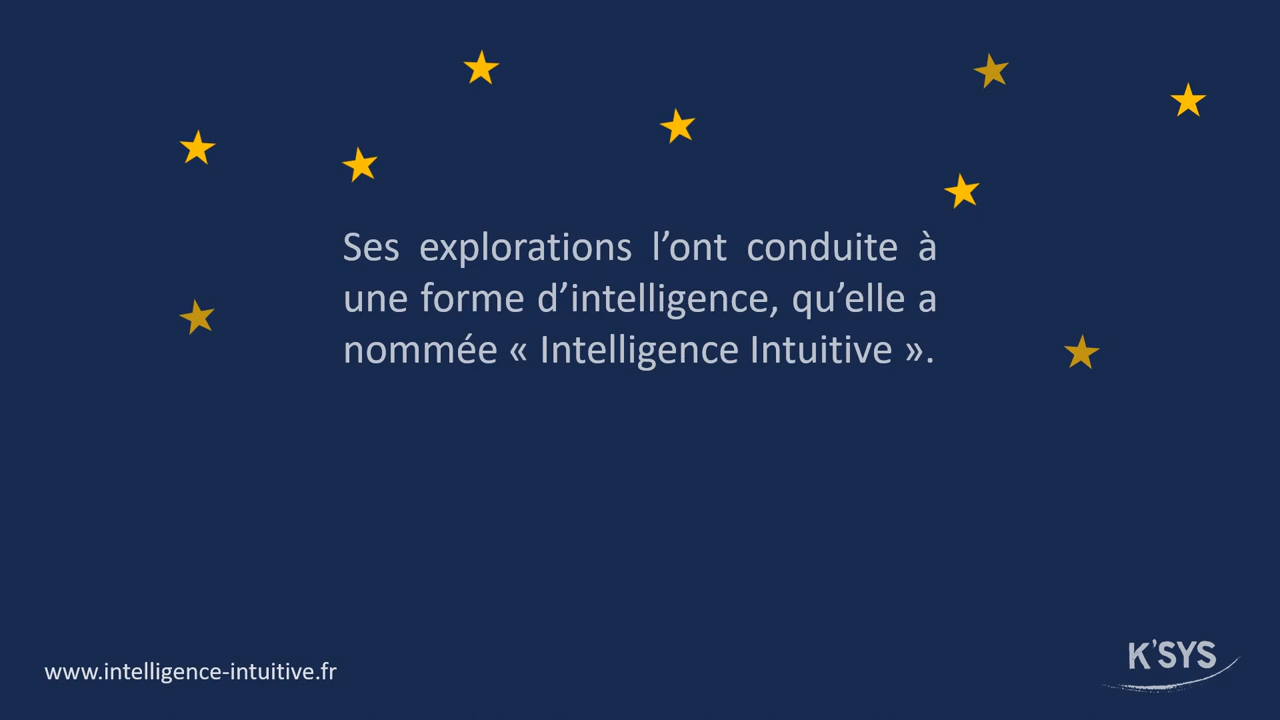 Ses explorations l’ont conduite à
une forme d’intelligence, qu’elle a
nommée « Intelligence Intuitive ».
www.intelligence-intuitive.fr
K’SYS